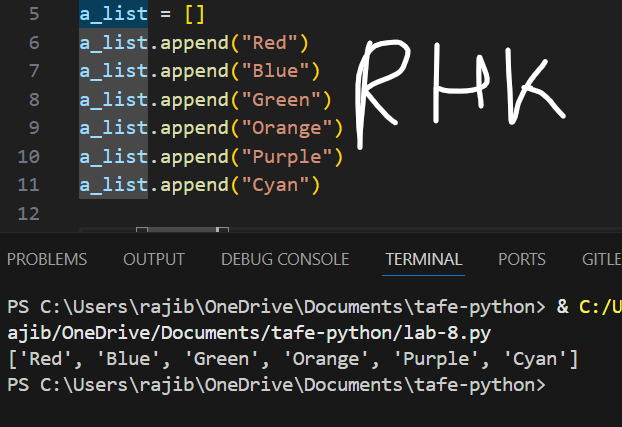 5 a_list = []
6 a_list.append("Red")
7 a_list.append("Blue")
8 a_list.append("Green")
9 a_list.append("Orange")
10 a_list.append("Purple")
11 a_list.append("Cyan")
12
RHK
PROBLEMS OUTPUT DEBUG CONSOLE TERMINAL PORTS GITLE
PS C:\Users\rajib\OneDrive\Documents\tafe-python> & C:/U
ajib/OneDrive/Documents/tafe-python/lab-8.py
['Red', 'Blue', 'Green', 'Orange', 'Purple', 'Cyan']
PS C:\Users\rajib\OneDrive\Documents\tafe-python>